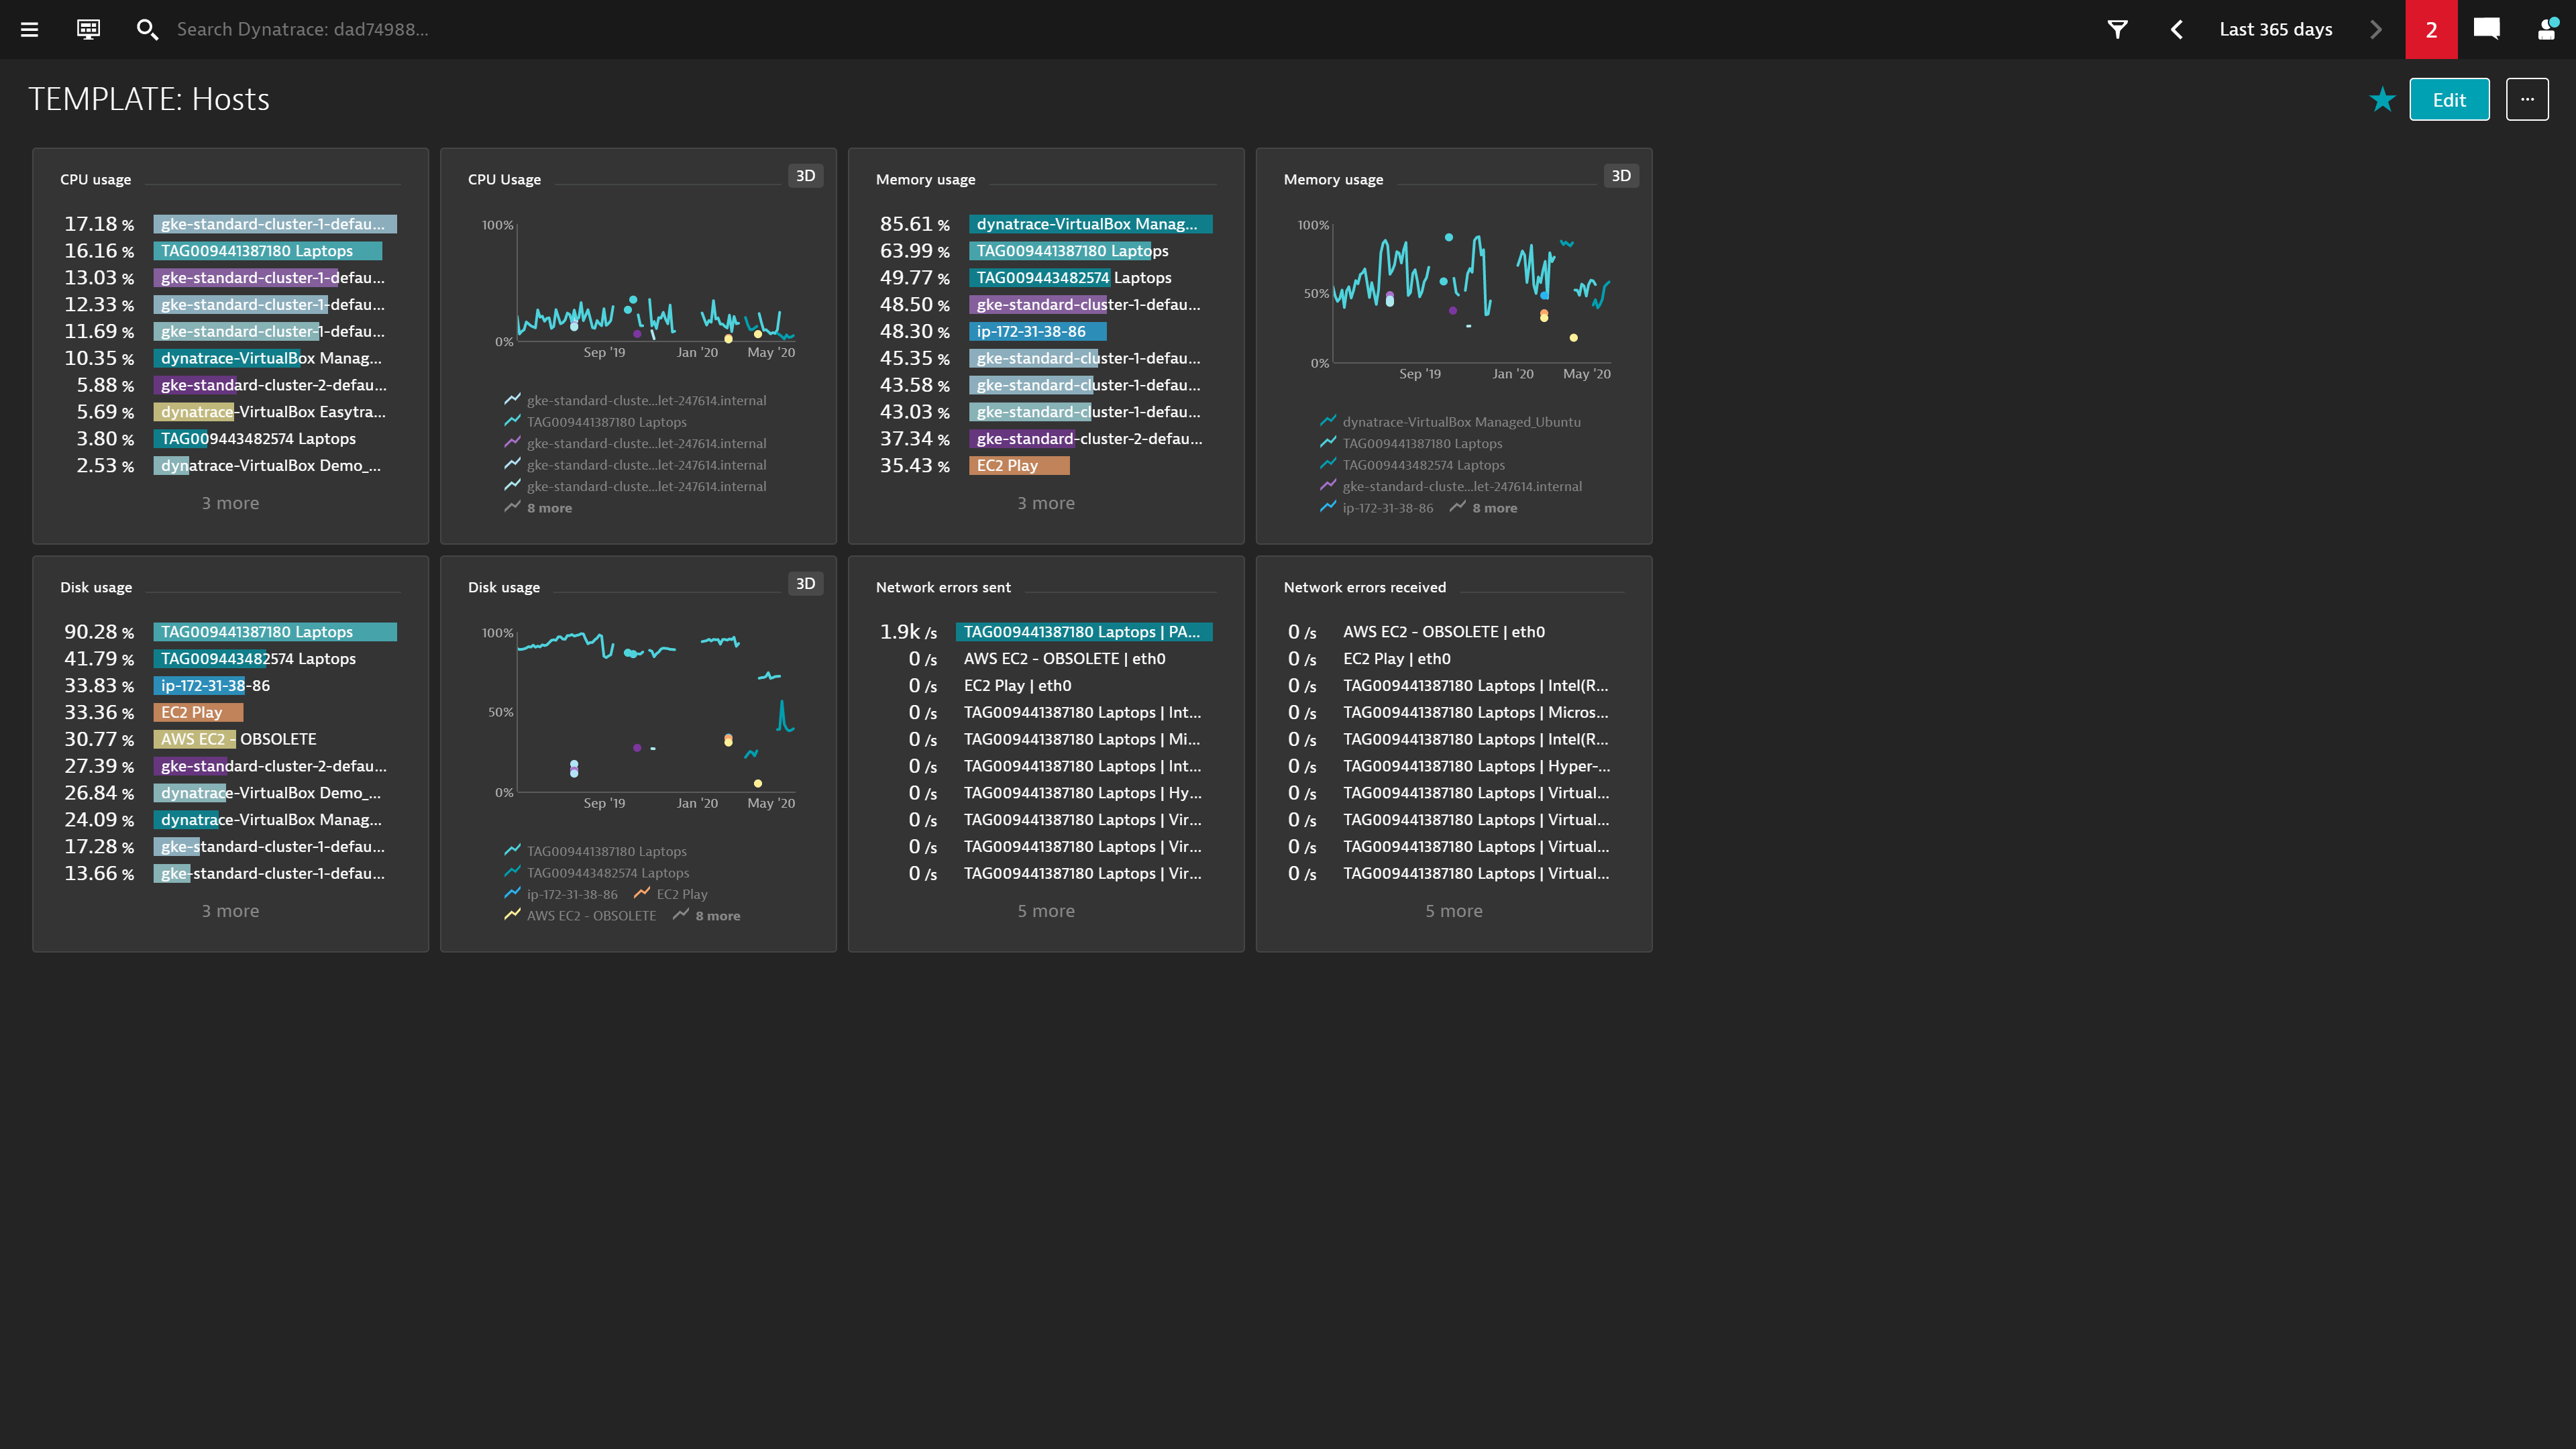 Search Dynatrace: dad74988...
Last 365 days
2
TEMPLATE: Hosts
Edit
CPU usage
17.18 % gke-standard-cluster-1-defau...
16.16 % TAG009441387180 Laptops
13.03 % gke-standard-cluster-1-defau...
12.33 % gke-standard-cluster-1-defau...
11.69 % gke-standard-cluster-1-defau...
10.35 % dynatrace-VirtualBox Manag...
5.88 % gke-standard-cluster-2-defau...
5.69 % dynatrace-VirtualBox Easytra...
3.80 % TAG009443482574 Laptops
2.53 % dynatrace-VirtualBox Demo_...
3 more
CPU Usage
3D
100%
0%
Sep '19 Jan '20 May '20
gke-standard-cluste...let-247614.internal
TAG009441387180 Laptops
gke-standard-cluste...let-247614.internal
gke-standard-cluste...let-247614.internal
gke-standard-cluste...let-247614.internal
8 more
Memory usage
85.61 % dynatrace-VirtualBox Manag...
63.99 % TAG009441387180 Laptops
49.77 % TAG009443482574 Laptops
48.50 % gke-standard-cluster-1-defau...
48.30 % ip-172-31-38-86
45.35 % gke-standard-cluster-1-defau...
43.58 % gke-standard-cluster-1-defau...
43.03 % gke-standard-cluster-1-defau...
37.34 % gke-standard-cluster-2-defau...
35.43 % EC2 Play
3 more
Memory usage
3D
100%
50%
0%
Sep '19 Jan '20 May '20
dynatrace-VirtualBox Managed_Ubuntu
TAG009441387180 Laptops
TAG009443482574 Laptops
gke-standard-cluste...let-247614.internal
ip-172-31-38-86 8 more
Disk usage
90.28 % TAG009441387180 Laptops
41.79 % TAG009443482574 Laptops
33.83 % ip-172-31-38-86
33.36 % EC2 Play
30.77 % AWS EC2 - OBSOLETE
27.39 % gke-standard-cluster-2-defau...
26.84 % dynatrace-VirtualBox Demo_...
24.09 % dynatrace-VirtualBox Manag...
17.28 % gke-standard-cluster-1-defau...
13.66 % gke-standard-cluster-1-defau...
3 more
Disk usage
3D
100%
50%
0%
Sep '19 Jan '20 May '20
TAG009441387180 Laptops
TAG009443482574 Laptops
ip-172-31-38-86 EC2 Play
AWS EC2 - OBSOLETE 8 more
Network errors sent
1.9k /s TAG009441387180 Laptops | PA...
0 /s AWS EC2 - OBSOLETE | eth0
0 /s EC2 Play | eth0
0 /s TAG009441387180 Laptops | Int...
0 /s TAG009441387180 Laptops | Mi...
0 /s TAG009441387180 Laptops | Int...
0 /s TAG009441387180 Laptops | Hy...
0 /s TAG009441387180 Laptops | Vir...
0 /s TAG009441387180 Laptops | Vir...
0 /s TAG009441387180 Laptops | Vir...
5 more
Network errors received
0 /s AWS EC2 - OBSOLETE | eth0
0 /s EC2 Play | eth0
0 /s TAG009441387180 Laptops | Intel(R...
0 /s TAG009441387180 Laptops | Micros...
0 /s TAG009441387180 Laptops | Intel(R...
0 /s TAG009441387180 Laptops | Hyper-...
0 /s TAG009441387180 Laptops | Virtual...
0 /s TAG009441387180 Laptops | Virtual...
0 /s TAG009441387180 Laptops | Virtual...
0 /s TAG009441387180 Laptops | Virtual...
5 more